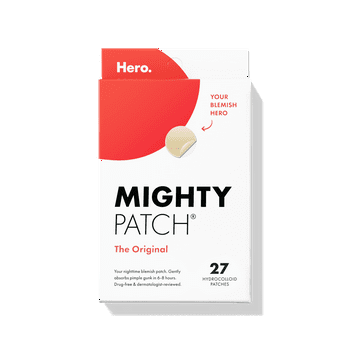 Hero.
YOUR
BLEMISH
HERO
MIGHTY
PATCH®
The Original
Your nighttime blemish patch. Gently
absorbs pimple gunk in 6-8 hours.
Drug-free & dermatologist-reviewed.
27
HYDROCOLLOID
PATCHES